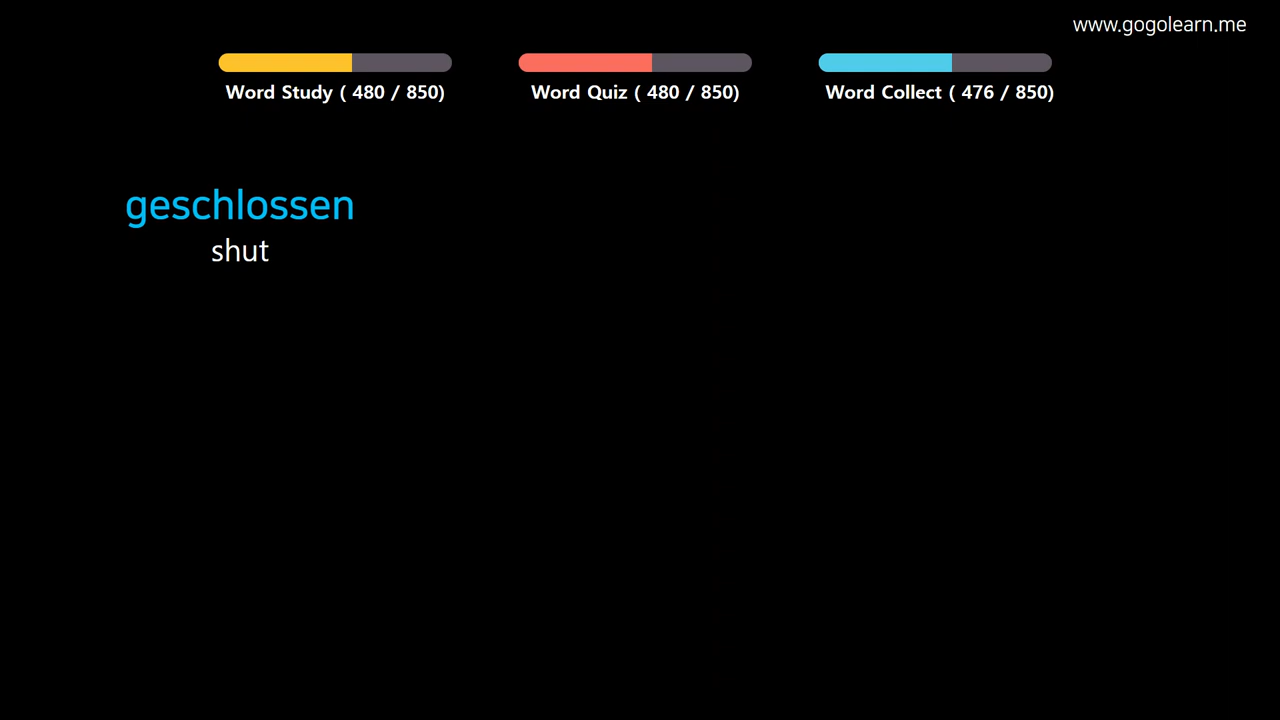 www.gogolearn.me
Word Study ( 480 / 850)
Word Quiz ( 480 / 850)
Word Collect ( 476 / 850)
geschlossen
shut